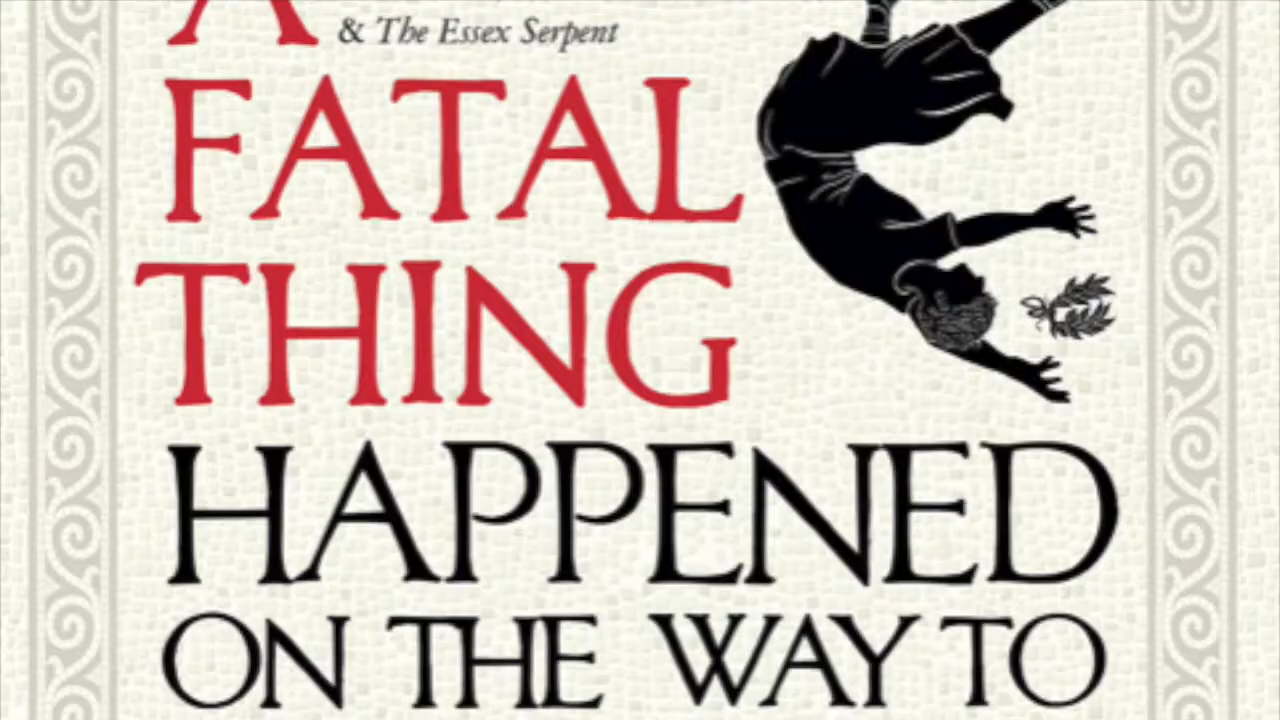 A
& The Essex Serpent
FATAL
THING
HAPPENED
ON THE WAY TO